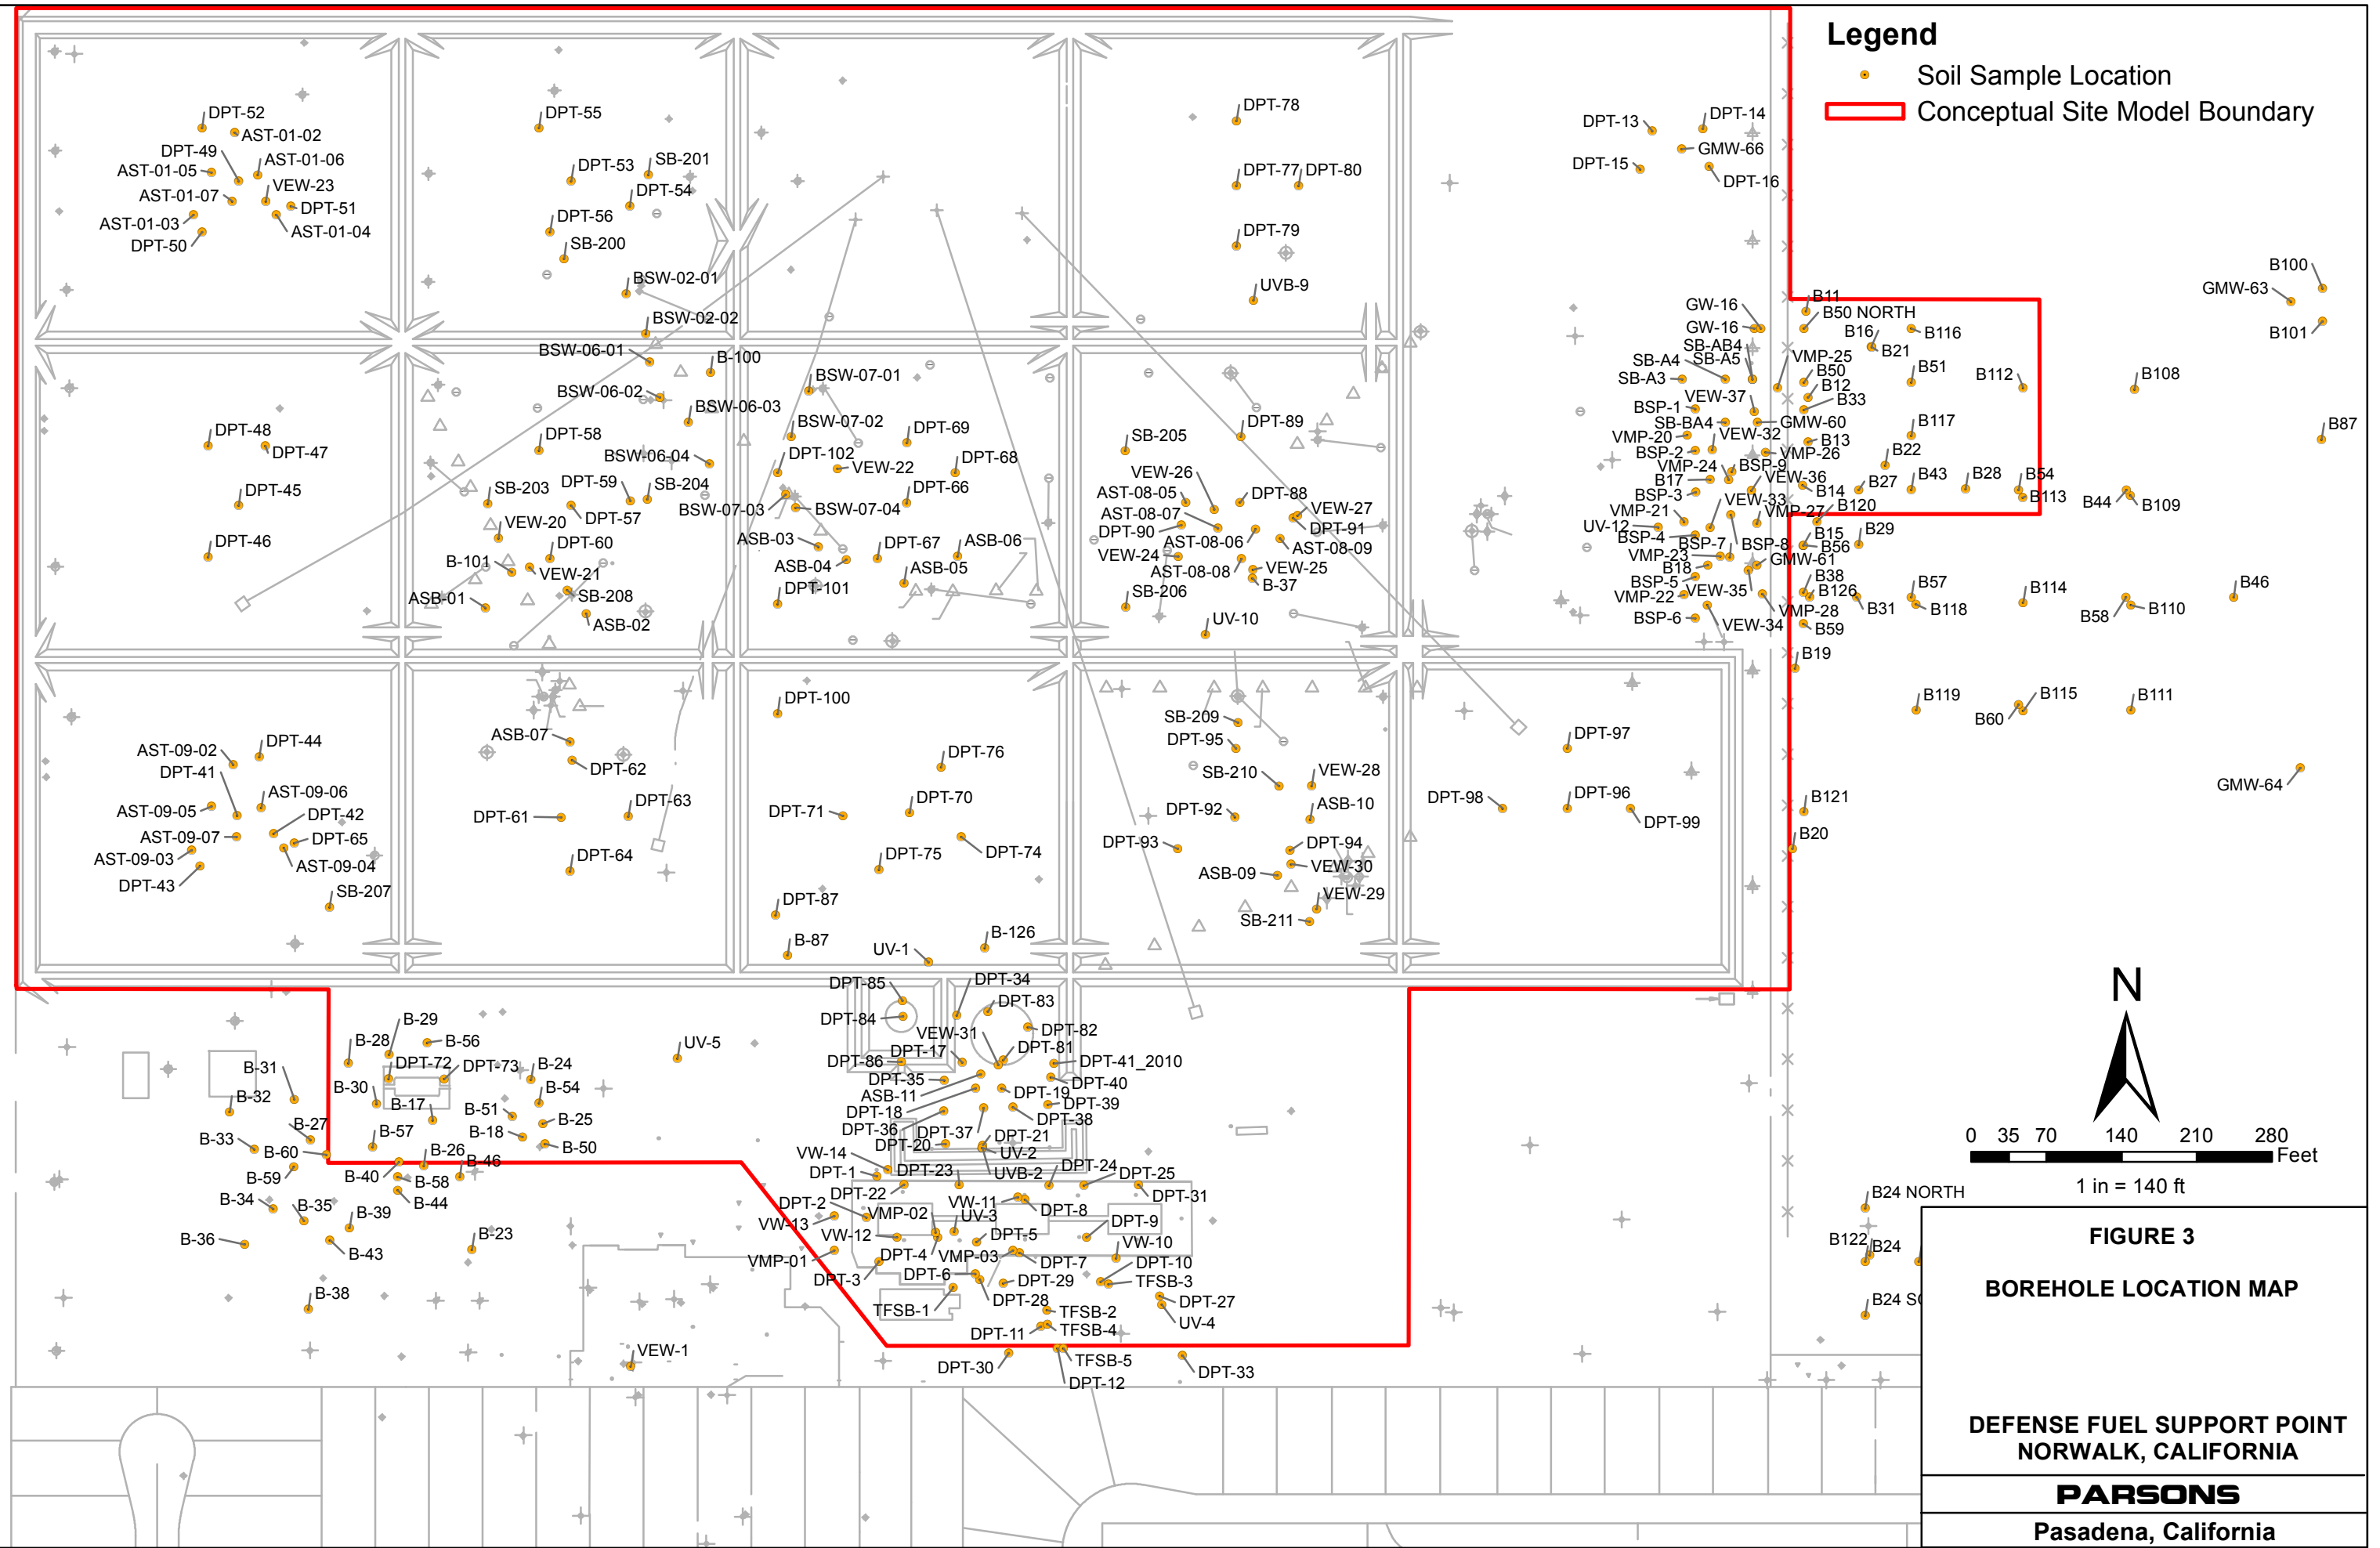 Legend
Soil Sample Location
Conceptual Site Model Boundary
DPT-52
AST-01-02
DPT-49
AST-01-06
AST-01-05
VEW-23
AST-01-07
DPT-51
AST-01-03
AST-01-04
DPT-50
DPT-55
DPT-53
SB-201
DPT-54
DPT-56
SB-200
BSW-02-01
BSW-02-02
DPT-78
DPT-77
DPT-80
DPT-79
UVB-9
DPT-13
DPT-14
GMW-66
DPT-15
DPT-16
B100
GMW-63
B101
GW-16
B11
B50 NORTH
GW-16
B16
B116
SB-AB4
B21
SB-A4
SB-A5
VMP-25
SB-A3
B50
B51
B112
B108
VEW-37
B12
BSP-1
B33
SB-BA4
GMW-60
B117
B87
VMP-20
VEW-32
B13
BSP-2
VMP-26
B22
VMP-24
BSP-9
B17
VEW-36
B43
B28
B54
BSP-3
B14
B27
B113
B44
B109
VEW-33
VMP-21
VMP-27
B120
UV-12
BSP-4
B15
B29
BSP-7
BSP-8
B56
VMP-23
GMW-61
B18
BSP-5
B38
B57
B46
VMP-22
VEW-35
B126
B31
B118
B114
B58
B110
VMP-28
BSP-6
VEW-34
B59
B19
B119
B115
B111
B60
GMW-64
B121
B20
BSW-06-01
B-100
BSW-06-02
BSW-06-03
BSW-07-01
BSW-07-02
DPT-48
DPT-47
DPT-45
DPT-46
DPT-58
BSW-06-04
DPT-59
SB-204
SB-203
DPT-57
VEW-20
DPT-60
B-101
VEW-21
SB-208
ASB-01
ASB-02
DPT-102
VEW-22
DPT-69
DPT-68
DPT-66
BSW-07-03
BSW-07-04
ASB-03
DPT-67
ASB-06
ASB-04
ASB-05
DPT-101
SB-205
DPT-89
VEW-26
AST-08-05
DPT-88
VEW-27
AST-08-07
DPT-91
DPT-90
AST-08-06
AST-08-09
VEW-24
AST-08-08
VEW-25
B-37
SB-206
UV-10
AST-09-02
DPT-44
DPT-41
AST-09-06
AST-09-05
DPT-42
AST-09-07
DPT-65
AST-09-03
AST-09-04
DPT-43
SB-207
ASB-07
DPT-62
DPT-61
DPT-63
DPT-64
DPT-100
DPT-76
DPT-71
DPT-70
DPT-74
DPT-75
DPT-87
B-87
B-126
UV-1
SB-209
DPT-95
SB-210
VEW-28
DPT-92
ASB-10
DPT-93
DPT-94
VEW-30
ASB-09
VEW-29
SB-211
DPT-97
DPT-98
DPT-96
DPT-99
DPT-85
DPT-34
DPT-83
DPT-84
VEW-31
DPT-82
DPT-17
DPT-81
DPT-86
DPT-41_2010
DPT-35
DPT-40
ASB-11
DPT-19
DPT-39
DPT-18
DPT-38
DPT-36
DPT-37
DPT-20
DPT-21
UV-2
UVB-2
VW-14
DPT-1
DPT-23
DPT-24
DPT-25
DPT-22
DPT-31
DPT-2
VW-11
DPT-8
VW-13
VMP-02
UV-3
DPT-9
VW-12
DPT-5
VW-10
VMP-01
DPT-4
VMP-03
DPT-7
DPT-10
DPT-3
DPT-6
DPT-29
TFSB-3
DPT-28
DPT-27
TFSB-1
TFSB-2
UV-4
DPT-11
TFSB-4
DPT-30
TFSB-5
DPT-33
DPT-12
B-29
B-28
B-56
UV-5
DPT-72
DPT-73
B-24
B-31
B-30
B-54
B-32
B-17
B-51
B-25
B-27
B-18
B-33
B-57
B-50
B-60
B-26
B-46
B-59
B-40
B-58
B-34
B-44
B-35
B-39
B-36
B-43
B-23
B-38
VEW-1
N
0 35 70 140 210 280
Feet
1 in = 140 ft
B24 NORTH
B122
B24
B24 S
FIGURE 3
BOREHOLE LOCATION MAP
DEFENSE FUEL SUPPORT POINT
NORWALK, CALIFORNIA
PARSONS
Pasadena, California